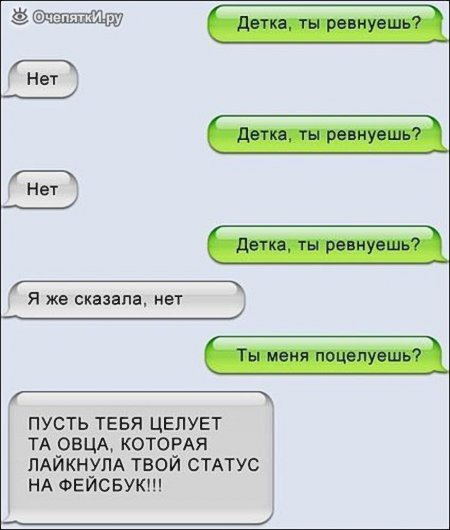 ОчепяткИ.ру
Детка, ты ревнуешь?
Нет
Детка, ты ревнуешь?
Нет
Детка, ты ревнуешь?
Я же сказала, нет
Ты меня поцелуешь?
ПУСТЬ ТЕБЯ ЦЕЛУЕТ
ТА ОВЦА, КОТОРАЯ
ЛАЙКНУЛА ТВОЙ СТАТУС
НА ФЕЙСБУК!!!